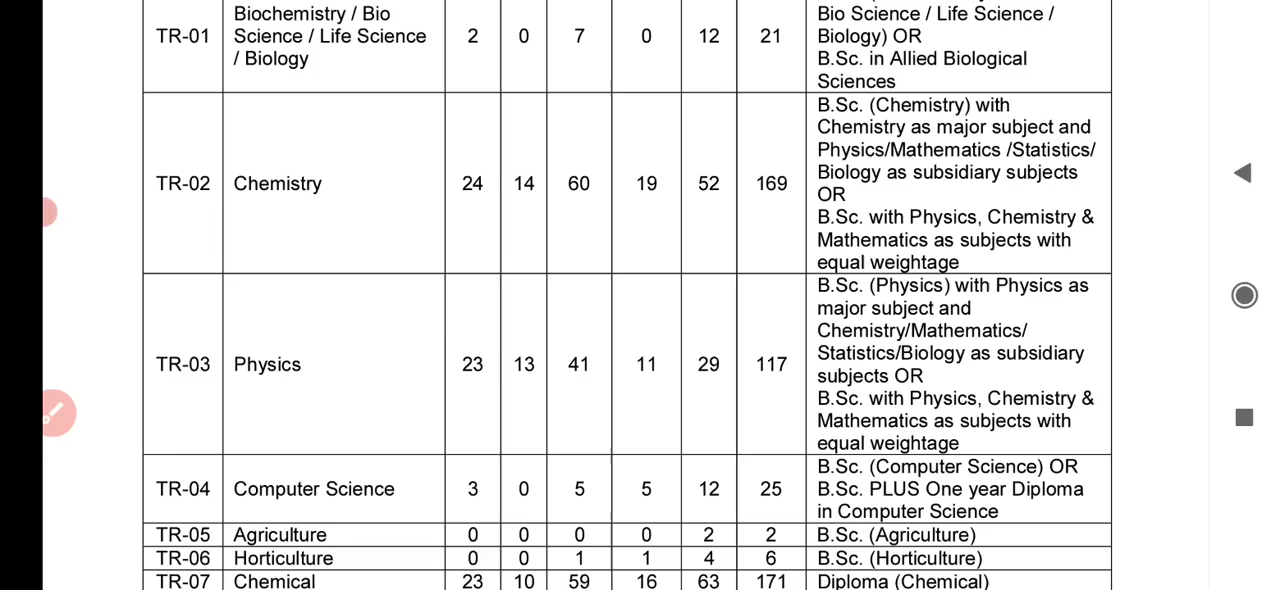 Biochemistry / Bio
Science / Life Science
/ Biology
TR-01 2 0 7 0 12 21
Bio Science / Life Science /
Biology) OR
B.Sc. in Allied Biological
Sciences
TR-02 Chemistry 24 14 60 19 52 169
B.Sc. (Chemistry) with
Chemistry as major subject and
Physics/Mathematics /Statistics/
Biology as subsidiary subjects
OR
B.Sc. with Physics, Chemistry &
Mathematics as subjects with
equal weightage
TR-03 Physics 23 13 41 11 29 117
B.Sc. (Physics) with Physics as
major subject and
Chemistry/Mathematics/
Statistics/Biology as subsidiary
subjects OR
B.Sc. with Physics, Chemistry &
Mathematics as subjects with
equal weightage
TR-04 Computer Science 3 0 5 5 12 25
B.Sc. (Computer Science) OR
B.Sc. PLUS One year Diploma
in Computer Science
TR-05 Agriculture 0 0 0 0 2 2 B.Sc. (Agriculture)
TR-06 Horticulture 0 0 1 1 4 6 B.Sc. (Horticulture)
TR-07 Chemical 23 10 59 16 63 171 Diploma (Chemical)